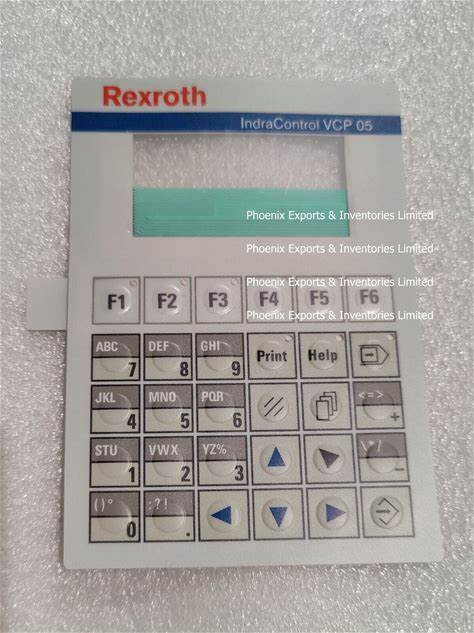 Rexroth
IndraControl VCP 05
Phoenix Exports & Inventories Limited
Phoenix Exports & Inventories Limited
Phoenix Exports & Inventories Limited
F1 F2 F3 F4 F5 F6
Phoenix Exports & Inventories Limited
ABC 7 DEF 8 GHI 9 Print Help
JKL 4 MNO 5 PQR 6 <=> +
STU 1 VWX 2 YZ% 3 \*/ −
()° 0 :?! .